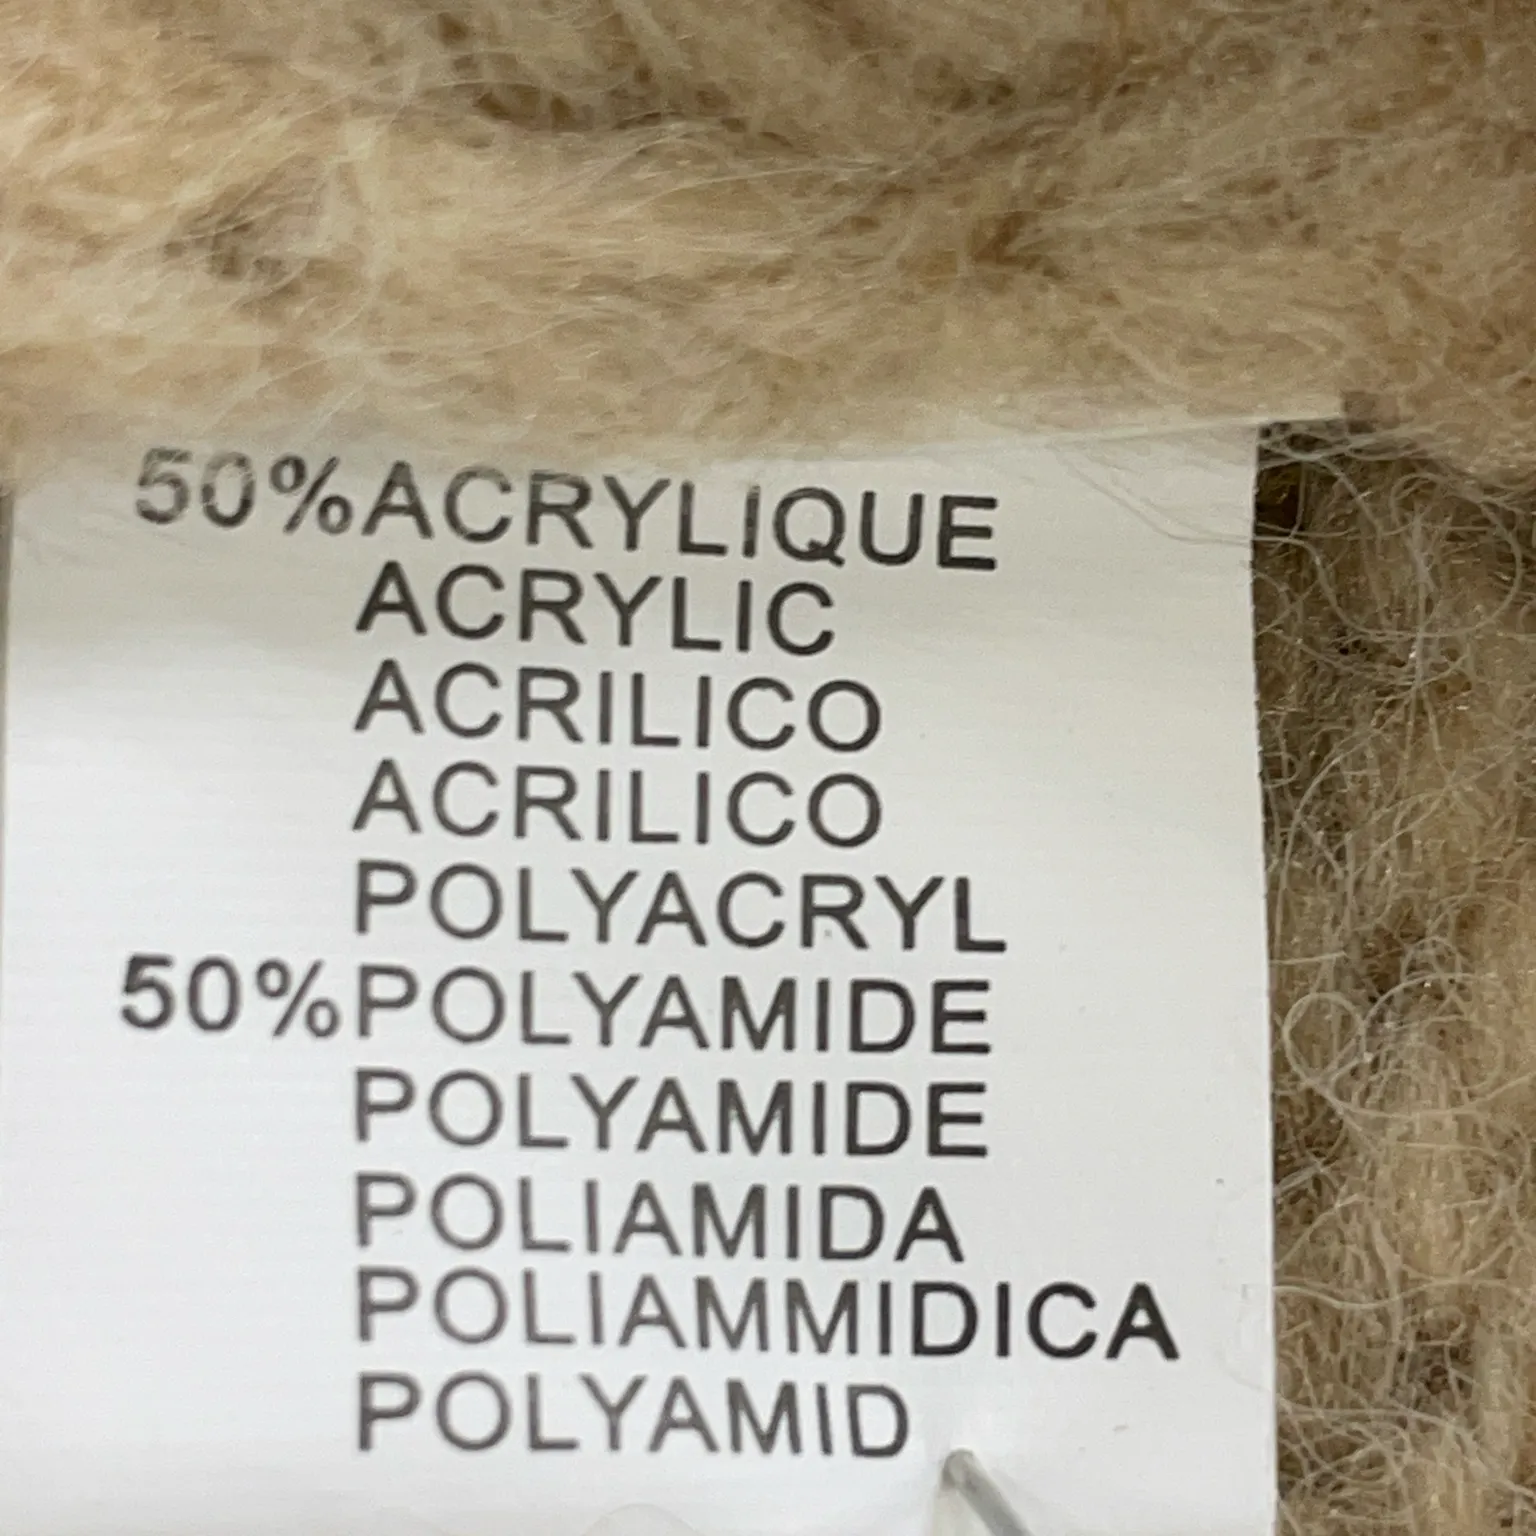 50%ACRYLIQUE
ACRYLIC
ACRILICO
ACRILICO
POLYACRYL
50%POLYAMIDE
POLYAMIDE
POLIAMIDA
POLIAMMIDICA
POLYAMID